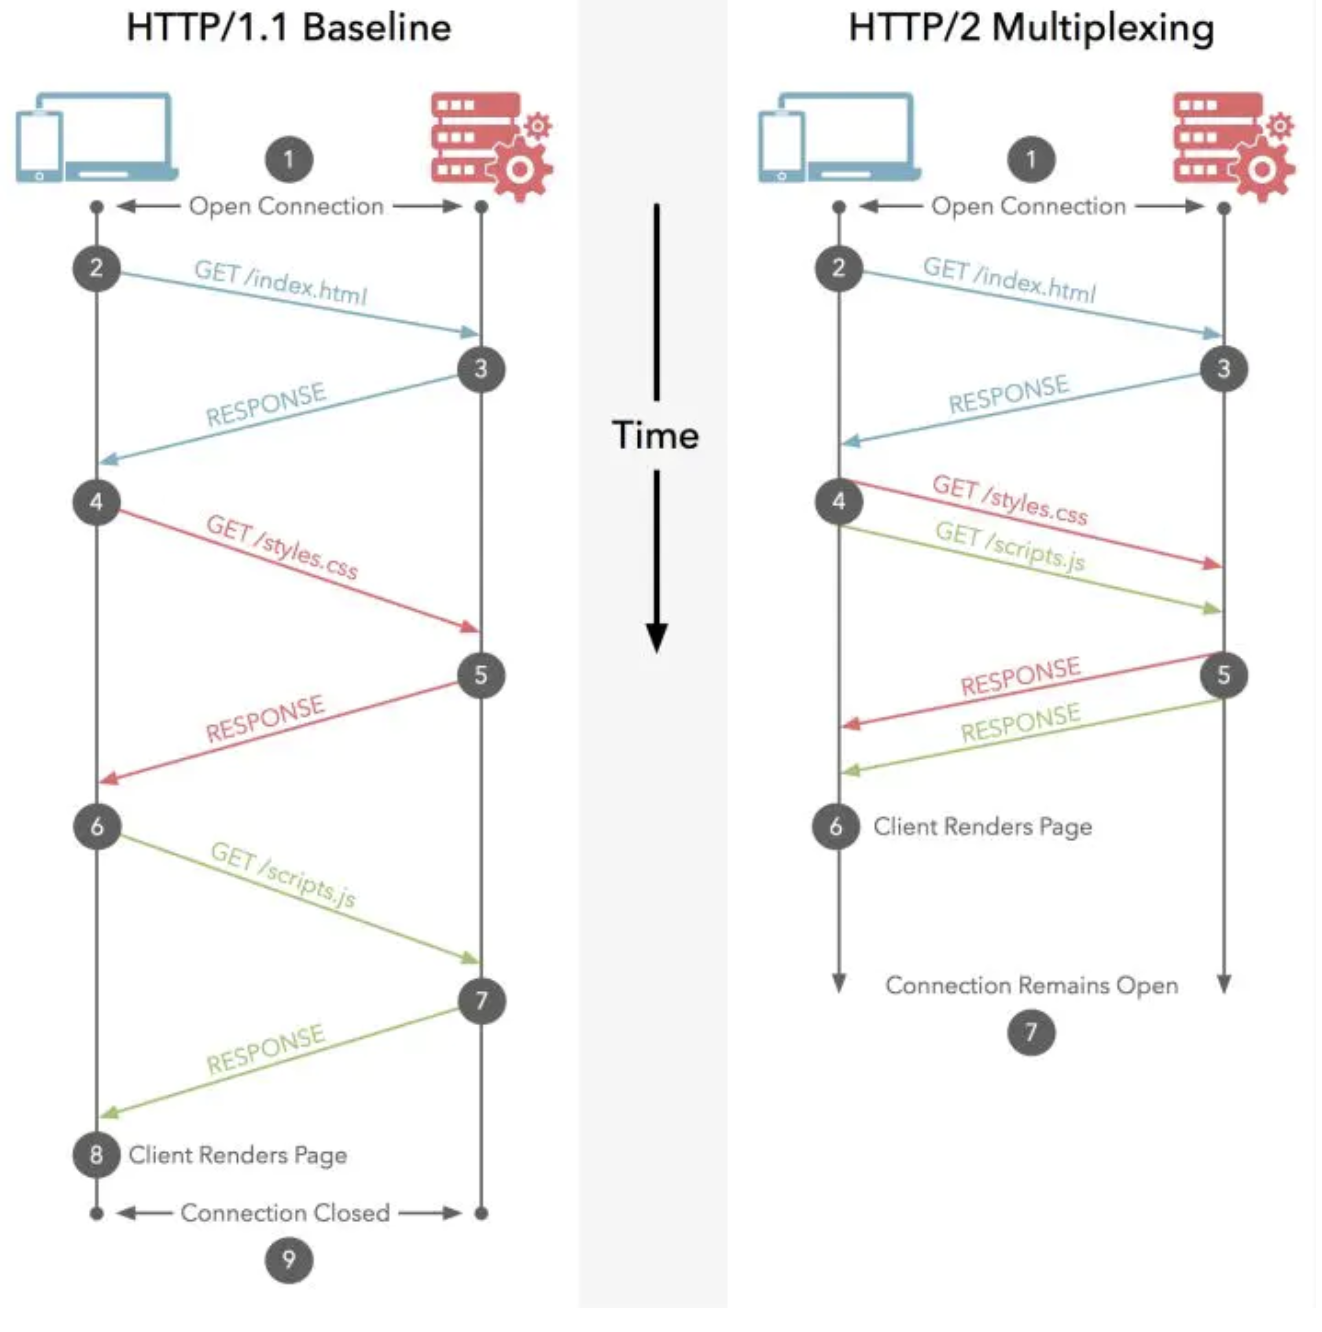 HTTP/1.1 Baseline
1
Open Connection
2
GET /index.html
3
RESPONSE
4
GET /styles.css
5
RESPONSE
6
GET /scripts.js
7
RESPONSE
8
Client Renders Page
Connection Closed
9
Time
HTTP/2 Multiplexing
1
Open Connection
2
GET /index.html
3
RESPONSE
4
GET /styles.css
GET /scripts.js
5
RESPONSE
RESPONSE
6
Client Renders Page
Connection Remains Open
7